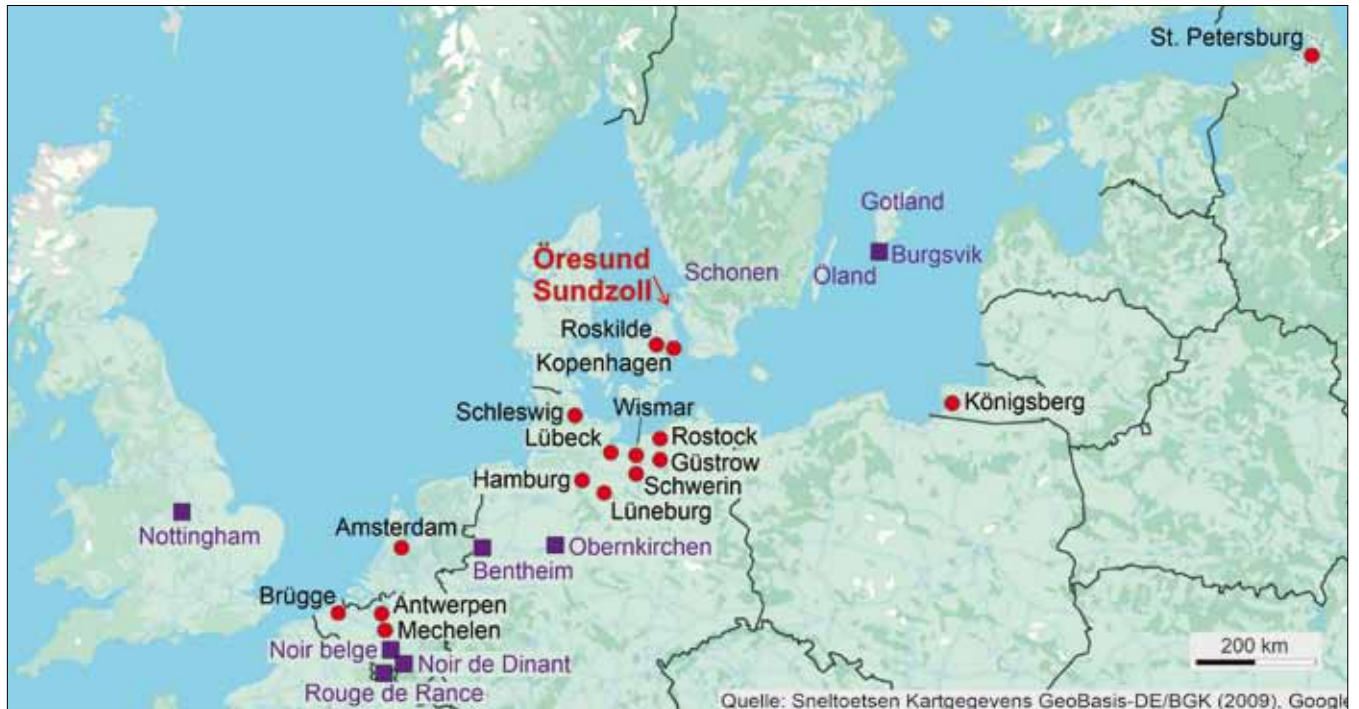 St. Petersburg
Gotland
Burgsvik
Öresund
Sundzoll
Schonen
Öland
Roskilde
Kopenhagen
Schleswig
Wismar
Königsberg
Lübeck
Rostock
Güstrow
Hamburg
Schwerin
Lüneburg
Nottingham
Amsterdam
Obernkirchen
Bentheim
Brügge
Antwerpen
Mechelen
Noir belge
Noir de Dinant
Rouge de Rance
200 km
Quelle: Sneltoetsen Kartgegevens GeoBasis-DE/BGK (2009), Google